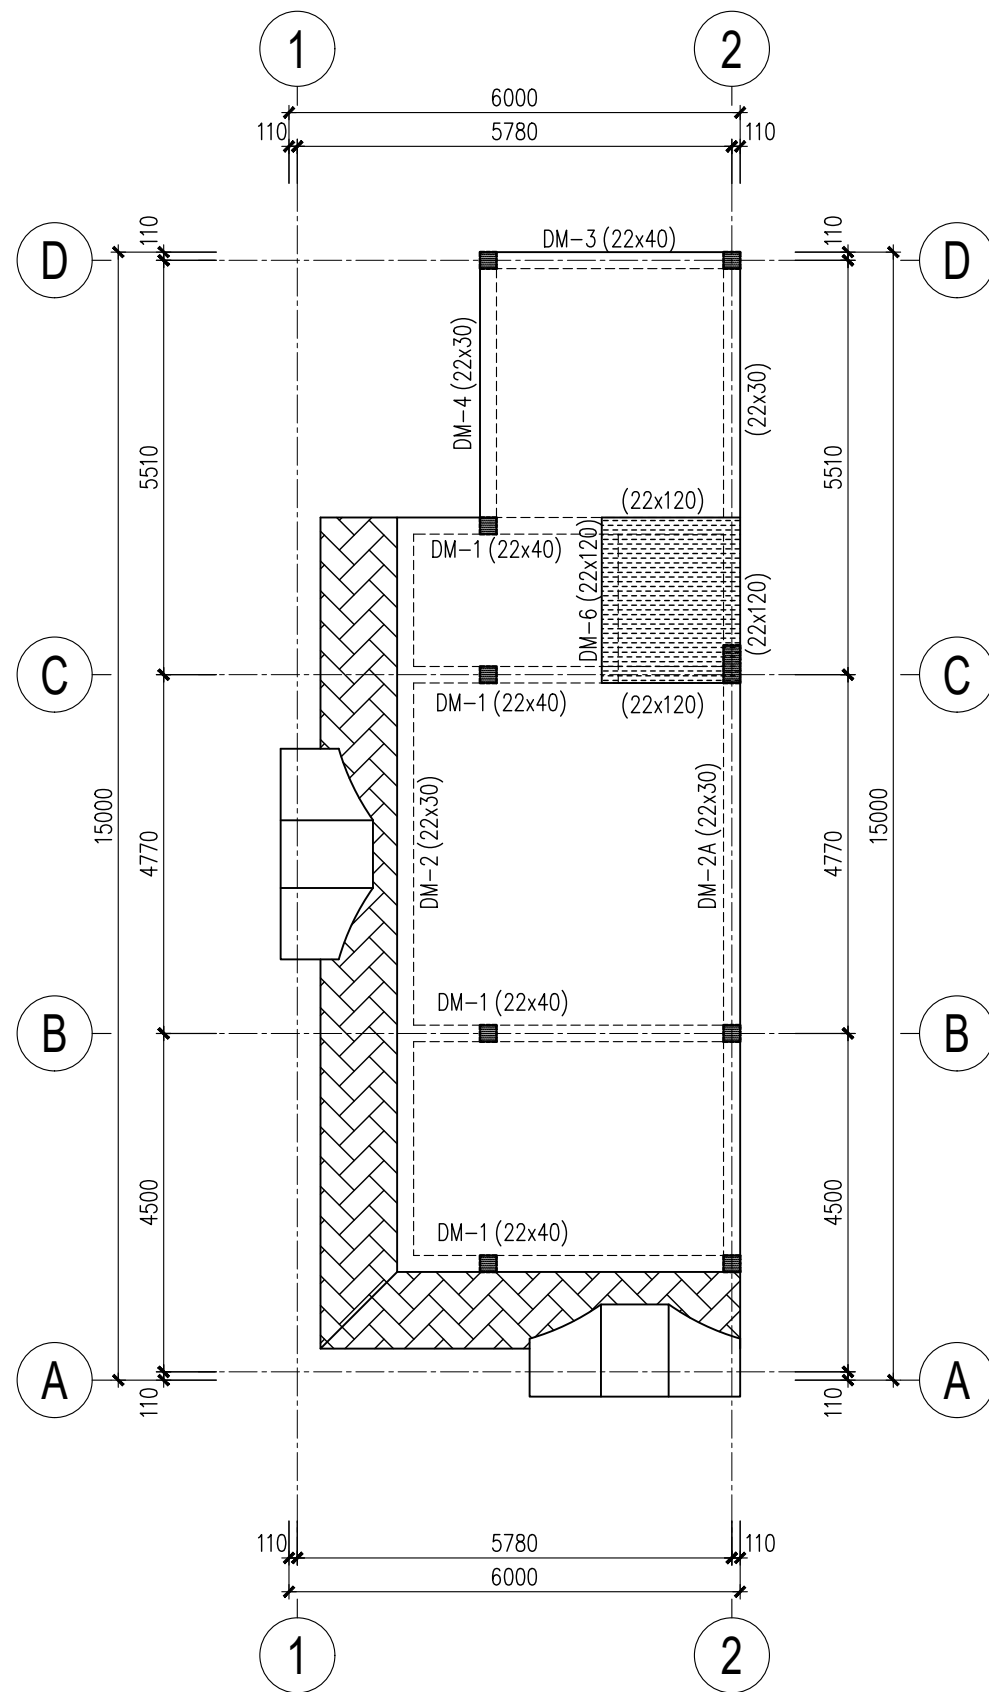 1
2
6000
110
5780
110
D
110
DM-3 (22x40)
110
D
DM-4 (22x30)
(22x30)
5510
5510
(22x120)
DM-1 (22x40)
DM-6 (22x120)
(22x120)
C
C
DM-1 (22x40)
(22x120)
15000
4770
DM-2 (22x30)
DM-2A (22x30)
4770
15000
DM-1 (22x40)
B
B
4500
4500
DM-1 (22x40)
A
110
110
A
110
5780
110
6000
1
2